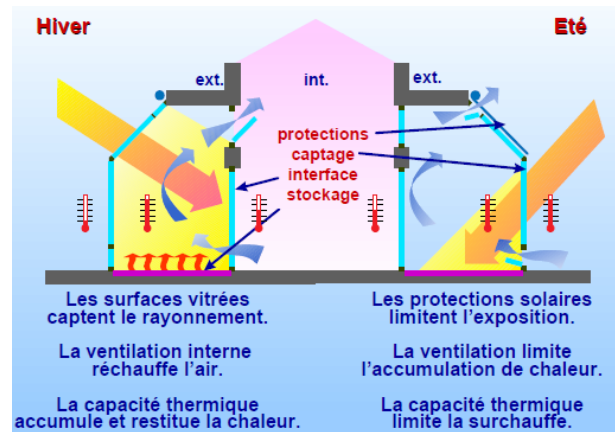 Hiver
Eté
ext.
int.
ext.
protections
captage
interface
stockage
Les surfaces vitrées
captent le rayonnement.
La ventilation interne
réchauffe l'air.
La capacité thermique
accumule et restitue la chaleur.
Les protections solaires
limitent l'exposition.
La ventilation limite
l'accumulation de chaleur.
La capacité thermique
limite la surchauffe.